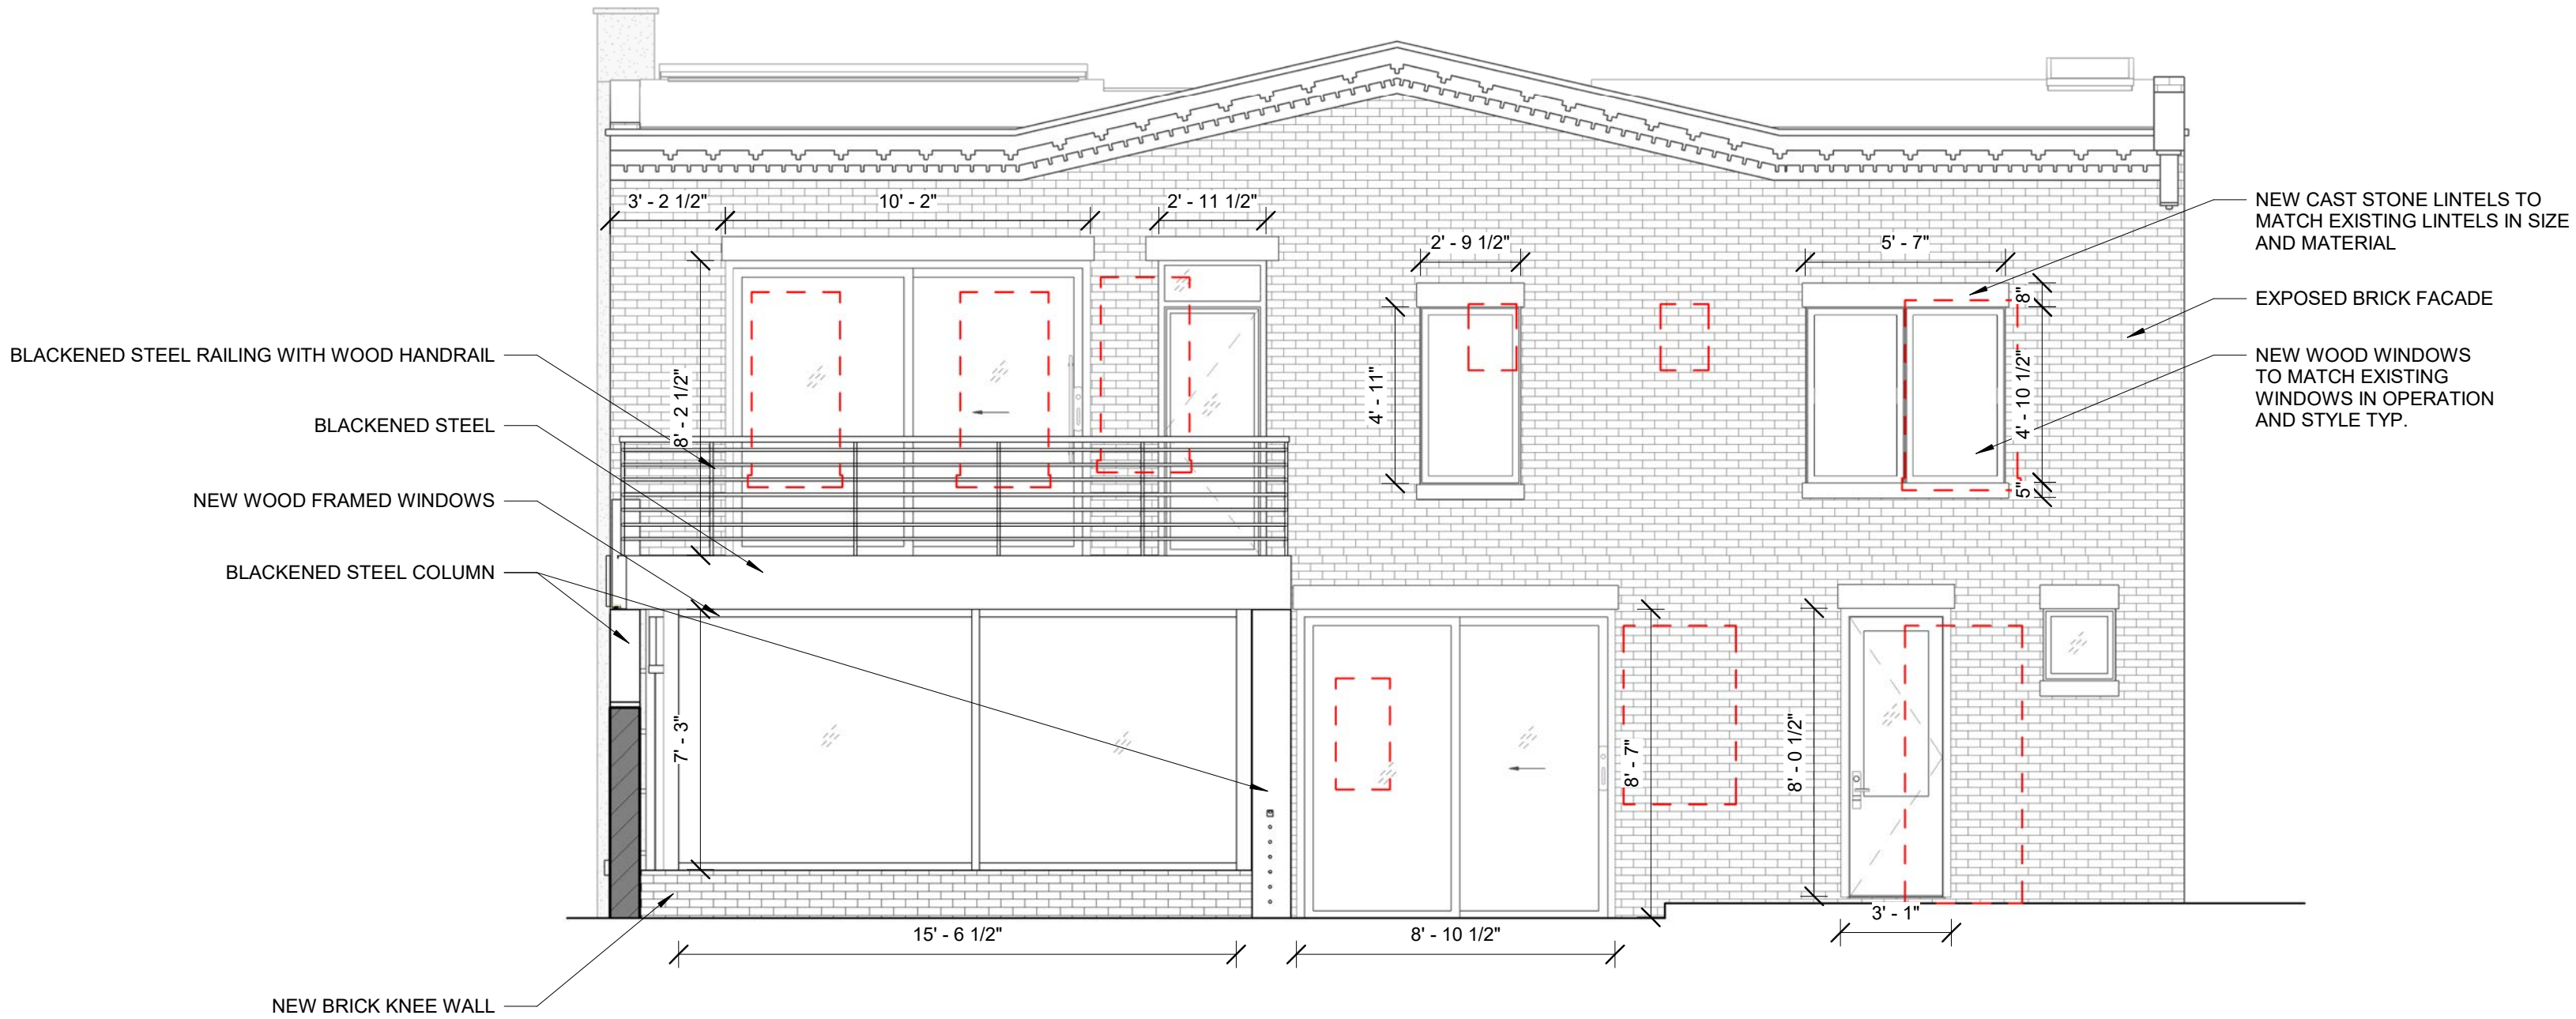 3' - 2 1/2"
10' - 2"
2' - 11 1/2"
2' - 9 1/2"
5' - 7"
NEW CAST STONE LINTELS TO
MATCH EXISTING LINTELS IN SIZE
AND MATERIAL
8"
EXPOSED BRICK FACADE
BLACKENED STEEL RAILING WITH WOOD HANDRAIL
8' - 2 1/2"
4' - 11"
4' - 10 1/2"
NEW WOOD WINDOWS
TO MATCH EXISTING
WINDOWS IN OPERATION
AND STYLE TYP.
BLACKENED STEEL
5"
NEW WOOD FRAMED WINDOWS
BLACKENED STEEL COLUMN
7' - 3"
8' - 7"
8' - 0 1/2"
3' - 1"
15' - 6 1/2"
8' - 10 1/2"
NEW BRICK KNEE WALL